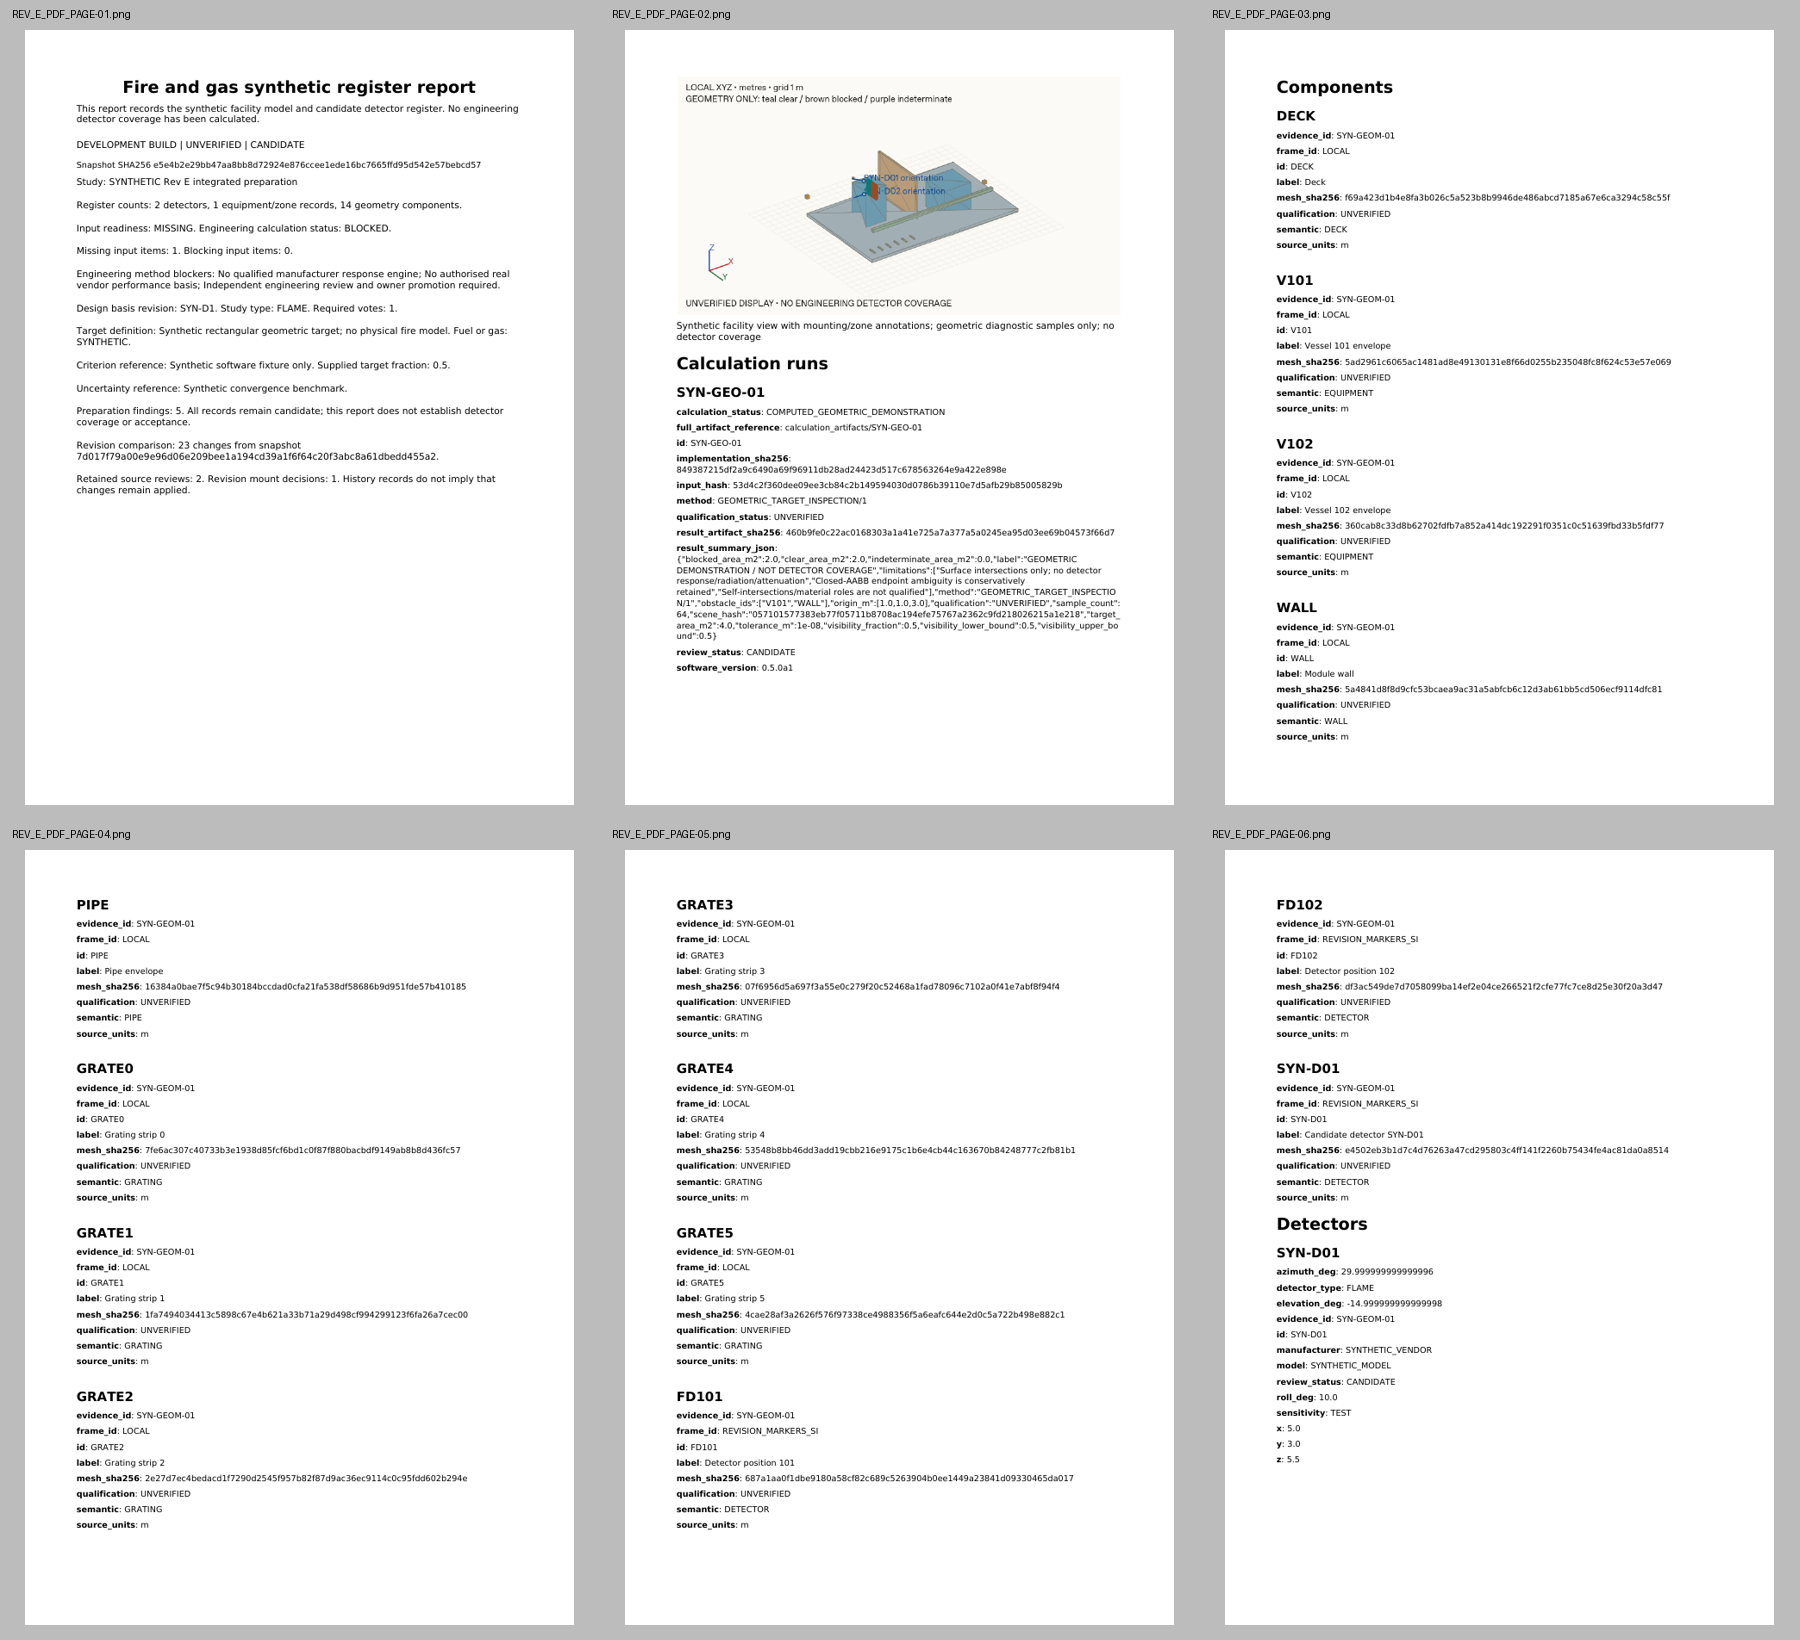 REV_E_PDF_PAGE-01.png
Fire and gas synthetic register report
This report records the synthetic facility model and candidate detector register. No engineering
detector coverage has been calculated.
DEVELOPMENT BUILD | UNVERIFIED | CANDIDATE
Snapshot SHA256 e5e4b2e29bb47aa8bb8d72924e876ccee1ede16bc7665ffd95d542e57bebcd57
Study: SYNTHETIC Rev E integrated preparation
Register counts: 2 detectors, 1 equipment/zone records, 14 geometry components.
Input readiness: MISSING. Engineering calculation status: BLOCKED.
Missing input items: 1. Blocking input items: 0.
Engineering method blockers: No qualified manufacturer response engine; No authorised real
vendor performance basis; Independent engineering review and owner promotion required.
Design basis revision: SYN-D1. Study type: FLAME. Required votes: 1.
Target definition: Synthetic rectangular geometric target; no physical fire model. Fuel or gas:
SYNTHETIC.
Criterion reference: Synthetic software fixture only. Supplied target fraction: 0.5.
Uncertainty reference: Synthetic convergence benchmark.
Preparation findings: 5. All records remain candidate; this report does not establish detector
coverage or acceptance.
Revision comparison: 23 changes from snapshot
7d017f79a00e9e96d06e209bee1a194cd39a1f6f64c20f3abc8a61dbedd455a2.
Retained source reviews: 2. Revision mount decisions: 1. History records do not imply that
changes remain applied.
REV_E_PDF_PAGE-02.png
LOCAL XYZ • metres • grid 1 m
GEOMETRY ONLY: teal clear / brown blocked / purple indeterminate
SYN-D01 orientation
SYN-D02 orientation
Z
X
Y
UNVERIFIED DISPLAY • NO ENGINEERING DETECTOR COVERAGE
Synthetic facility view with mounting/zone annotations; geometric diagnostic samples only; no
detector coverage
Calculation runs
SYN-GEO-01
calculation_status: COMPUTED_GEOMETRIC_DEMONSTRATION
full_artifact_reference: calculation_artifacts/SYN-GEO-01
id: SYN-GEO-01
implementation_sha256:
849387215df2a9c6490a69f96911db28ad24423d517c678563264e9a422e898e
input_hash: 53d4c2f360dee09ee3cb84c2b149594030d0786b39110e7d5afb29b85005829b
method: GEOMETRIC_TARGET_INSPECTION/1
qualification_status: UNVERIFIED
result_artifact_sha256: 460b9fe0c22ac0168303a1a41e725a7a377a5a0245ea95d03ee69b04573f66d7
result_summary_json:
{"blocked_area_m2":2.0,"clear_area_m2":2.0,"indeterminate_area_m2":0.0,"label":"GEOMETRIC
DEMONSTRATION / NOT DETECTOR COVERAGE","limitations":["Surface intersections only; no detector
response/radiation/attenuation","Closed-AABB endpoint ambiguity is conservatively
retained","Self-intersections/material roles are not qualified"],"method":"GEOMETRIC_TARGET_INSPECTIO
N/1","obstacle_ids":["V101","WALL"],"origin_m":[1.0,1.0,3.0],"qualification":"UNVERIFIED","sample_count":
64,"scene_hash":"057101577383eb77f05711b8708ac194efe75767a2362c9fd218026215a1e218","target_
area_m2":4.0,"tolerance_m":1e-08,"visibility_fraction":0.5,"visibility_lower_bound":0.5,"visibility_upper_bo
und":0.5}
review_status: CANDIDATE
software_version: 0.5.0a1
REV_E_PDF_PAGE-03.png
Components
DECK
evidence_id: SYN-GEOM-01
frame_id: LOCAL
id: DECK
label: Deck
mesh_sha256: f69a423d1b4e8fa3b026c5a523b8b9946de486abcd7185a67e6ca3294c58c55f
qualification: UNVERIFIED
semantic: DECK
source_units: m
V101
evidence_id: SYN-GEOM-01
frame_id: LOCAL
id: V101
label: Vessel 101 envelope
mesh_sha256: 5ad2961c6065ac1481ad8e49130131e8f66d0255b235048fc8f624c53e57e069
qualification: UNVERIFIED
semantic: EQUIPMENT
source_units: m
V102
evidence_id: SYN-GEOM-01
frame_id: LOCAL
id: V102
label: Vessel 102 envelope
mesh_sha256: 360cab8c33d8b62702fdfb7a852a414dc192291f0351c0c51639fbd33b5fdf77
qualification: UNVERIFIED
semantic: EQUIPMENT
source_units: m
WALL
evidence_id: SYN-GEOM-01
frame_id: LOCAL
id: WALL
label: Module wall
mesh_sha256: 5a4841d8f8d9cfc53bcaea9ac31a5abfcb6c12d3ab61bb5cd506ecf9114dfc81
qualification: UNVERIFIED
semantic: WALL
source_units: m
REV_E_PDF_PAGE-04.png
PIPE
evidence_id: SYN-GEOM-01
frame_id: LOCAL
id: PIPE
label: Pipe envelope
mesh_sha256: 16384a0bae7f5c94b30184bccdad0cfa21fa538df58686b9d951fde57b410185
qualification: UNVERIFIED
semantic: PIPE
source_units: m
GRATE0
evidence_id: SYN-GEOM-01
frame_id: LOCAL
id: GRATE0
label: Grating strip 0
mesh_sha256: 7fe6ac307c40733b3e1938d85fcf6bd1c0f87f880bacbdf9149ab8b8d436fc57
qualification: UNVERIFIED
semantic: GRATING
source_units: m
GRATE1
evidence_id: SYN-GEOM-01
frame_id: LOCAL
id: GRATE1
label: Grating strip 1
mesh_sha256: 1fa7494034413c5898c67e4b621a33b71a29d498cf994299123f6fa26a7cec00
qualification: UNVERIFIED
semantic: GRATING
source_units: m
GRATE2
evidence_id: SYN-GEOM-01
frame_id: LOCAL
id: GRATE2
label: Grating strip 2
mesh_sha256: 2e27d7ec4bedacd1f7290d2545f957b82f87d9ac36ec9114c0c95fdd602b294e
qualification: UNVERIFIED
semantic: GRATING
source_units: m
REV_E_PDF_PAGE-05.png
GRATE3
evidence_id: SYN-GEOM-01
frame_id: LOCAL
id: GRATE3
label: Grating strip 3
mesh_sha256: 07f6956d5a697f3a55e0c279f20c52468a1fad78096c7102a0f41e7abf8f94f4
qualification: UNVERIFIED
semantic: GRATING
source_units: m
GRATE4
evidence_id: SYN-GEOM-01
frame_id: LOCAL
id: GRATE4
label: Grating strip 4
mesh_sha256: 53548b8bb46dd3add19cbb216e9175c1b6e4cb44c163670b84248777c2fb81b1
qualification: UNVERIFIED
semantic: GRATING
source_units: m
GRATE5
evidence_id: SYN-GEOM-01
frame_id: LOCAL
id: GRATE5
label: Grating strip 5
mesh_sha256: 4cae28af3a2626f576f97338ce4988356f5a6eafc644e2d0c5a722b498e882c1
qualification: UNVERIFIED
semantic: GRATING
source_units: m
FD101
evidence_id: SYN-GEOM-01
frame_id: REVISION_MARKERS_SI
id: FD101
label: Detector position 101
mesh_sha256: 687a1aa0f1dbe9180a58cf82c689c5263904b0ee1449a23841d09330465da017
qualification: UNVERIFIED
semantic: DETECTOR
source_units: m
REV_E_PDF_PAGE-06.png
FD102
evidence_id: SYN-GEOM-01
frame_id: REVISION_MARKERS_SI
id: FD102
label: Detector position 102
mesh_sha256: df3ac549de7d7058099ba14ef2e04ce266521f2cfe77fc7ce8d25e30f20a3d47
qualification: UNVERIFIED
semantic: DETECTOR
source_units: m
SYN-D01
evidence_id: SYN-GEOM-01
frame_id: REVISION_MARKERS_SI
id: SYN-D01
label: Candidate detector SYN-D01
mesh_sha256: e4502eb3b1d7c4d76263a47cd295803c4ff141f2260b75434fe4ac81da0a8514
qualification: UNVERIFIED
semantic: DETECTOR
source_units: m
Detectors
SYN-D01
azimuth_deg: 29.999999999999996
detector_type: FLAME
elevation_deg: -14.999999999999998
evidence_id: SYN-GEOM-01
id: SYN-D01
manufacturer: SYNTHETIC_VENDOR
model: SYNTHETIC_MODEL
review_status: CANDIDATE
roll_deg: 10.0
sensitivity: TEST
x: 5.0
y: 3.0
z: 5.5